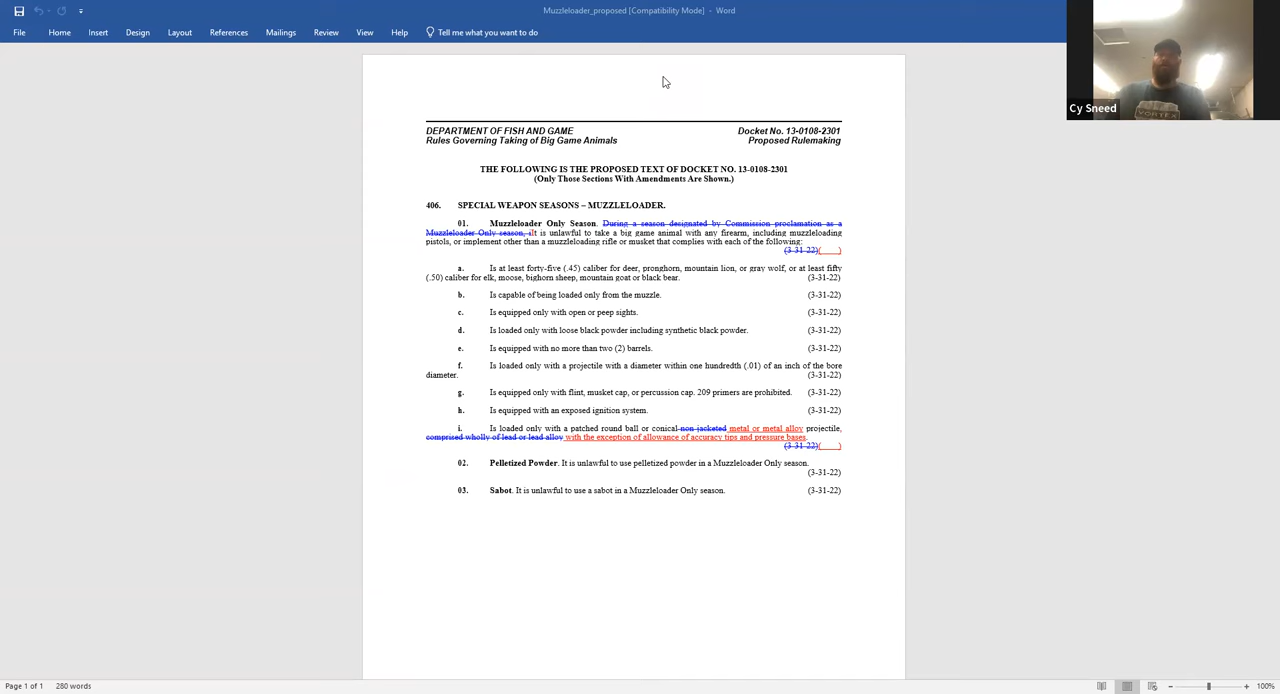 Muzzleloader_proposed [Compatibility Mode] - Word
File Home Insert Design Layout References Mailings Review View Help Tell me what you want to do
Cy Sneed
VORTEX
DEPARTMENT OF FISH AND GAME Docket No. 13-0108-2301
Rules Governing Taking of Big Game Animals Proposed Rulemaking
THE FOLLOWING IS THE PROPOSED TEXT OF DOCKET NO. 13-0108-2301
(Only Those Sections With Amendments Are Shown.)
406. SPECIAL WEAPON SEASONS – MUZZLELOADER.
01. Muzzleloader Only Season. During a season designated by Commission proclamation as a
Muzzleloader Only season, iIt is unlawful to take a big game animal with any firearm, including muzzleloading
pistols, or implement other than a muzzleloading rifle or musket that complies with each of the following:
(3-31-22)( )
a. Is at least forty-five (.45) caliber for deer, pronghorn, mountain lion, or gray wolf, or at least fifty
(.50) caliber for elk, moose, bighorn sheep, mountain goat or black bear. (3-31-22)
b. Is capable of being loaded only from the muzzle. (3-31-22)
c. Is equipped only with open or peep sights. (3-31-22)
d. Is loaded only with loose black powder including synthetic black powder. (3-31-22)
e. Is equipped with no more than two (2) barrels. (3-31-22)
f. Is loaded only with a projectile with a diameter within one hundredth (.01) of an inch of the bore
diameter. (3-31-22)
g. Is equipped only with flint, musket cap, or percussion cap. 209 primers are prohibited. (3-31-22)
h. Is equipped with an exposed ignition system. (3-31-22)
i. Is loaded only with a patched round ball or conical non-jacketed metal or metal alloy projectile,
comprised wholly of lead or lead alloy with the exception of allowance of accuracy tips and pressure bases.
(3-31-22)( )
02. Pelletized Powder. It is unlawful to use pelletized powder in a Muzzleloader Only season.
(3-31-22)
03. Sabot. It is unlawful to use a sabot in a Muzzleloader Only season. (3-31-22)
Page 1 of 1 280 words 100%